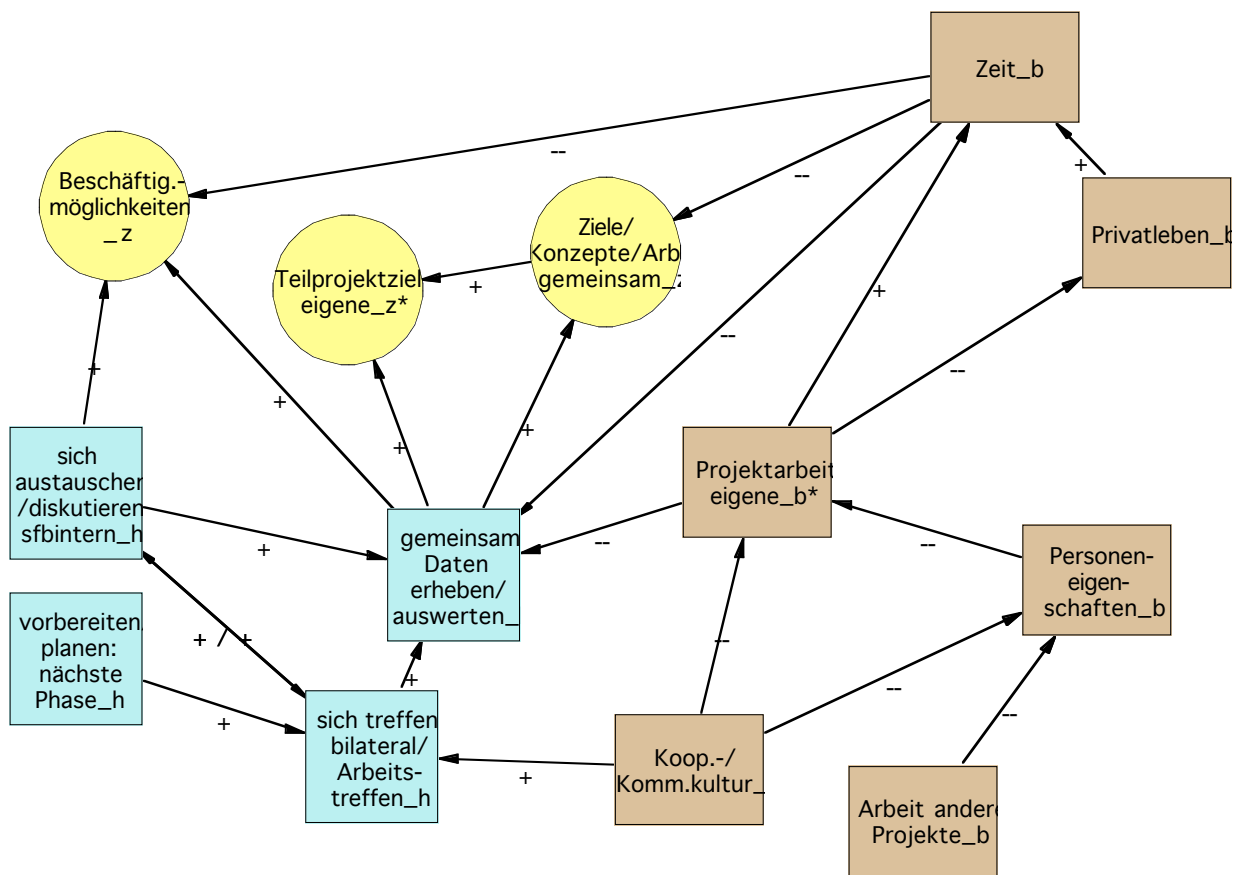 Zeit_b
Beschäftig.-
möglichkeiten
_z
--
--
+
Ziele/
Konzepte/Arb
gemeinsam_z
Privatleben_b
Teilprojektziel
eigene_z*
+
+
--
+
--
+
+
+
sich
austauschen
/diskutieren
sfbintern_h
Projektarbeit
eigene_b*
gemeinsam
Daten
erheben/
auswerten_
+
--
--
Personen-
eigen-
schaften_b
vorbereiten/
planen:
nächste
Phase_h
+ / +
--
+
--
+
--
sich treffen
bilateral/
Arbeits-
treffen_h
+
Koop.-/
Komm.kultur_
Arbeit andere
Projekte_b